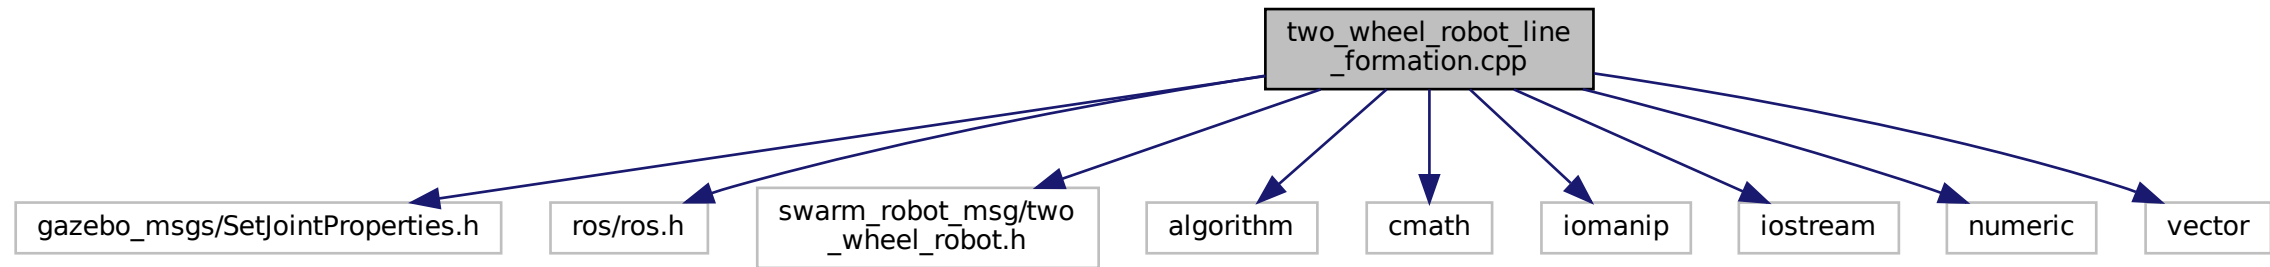 two_wheel_robot_line
_formation.cpp
gazebo_msgs/SetJointProperties.h
ros/ros.h
swarm_robot_msg/two
_wheel_robot.h
algorithm
cmath
iomanip
iostream
numeric
vector